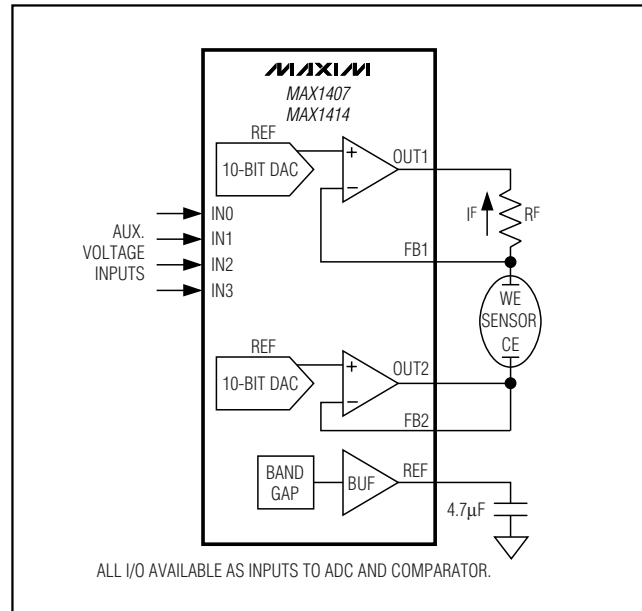 MAXIM
MAX1407
MAX1414
REF
10-BIT DAC
+
−
OUT1
IF
RF
FB1
AUX.
VOLTAGE
INPUTS
IN0
IN1
IN2
IN3
WE
SENSOR
CE
REF
10-BIT DAC
+
−
OUT2
FB2
BAND
GAP
BUF
REF
4.7µF
ALL I/O AVAILABLE AS INPUTS TO ADC AND COMPARATOR.